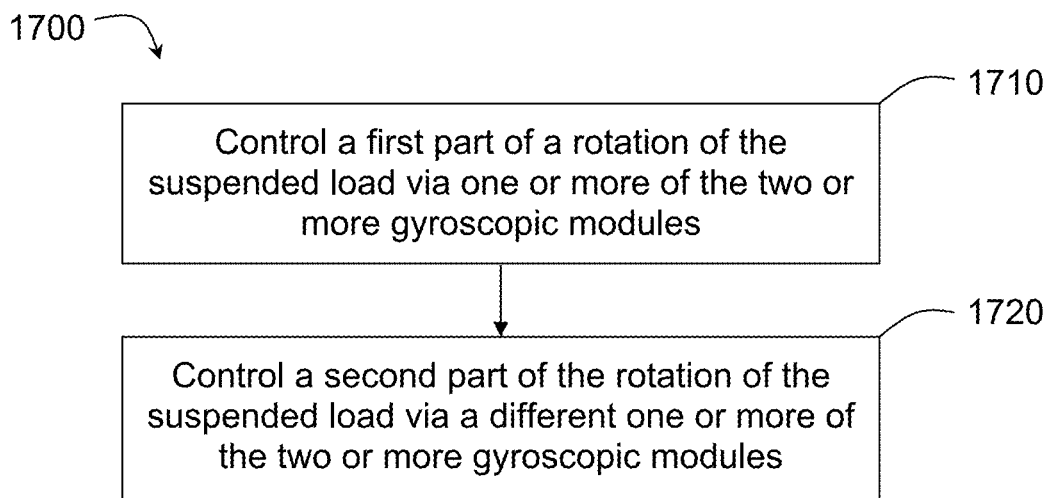 1700
1710
Control a first part of a rotation of the
suspended load via one or more of the two or
more gyroscopic modules
1720
Control a second part of the rotation of the
suspended load via a different one or more of
the two or more gyroscopic modules